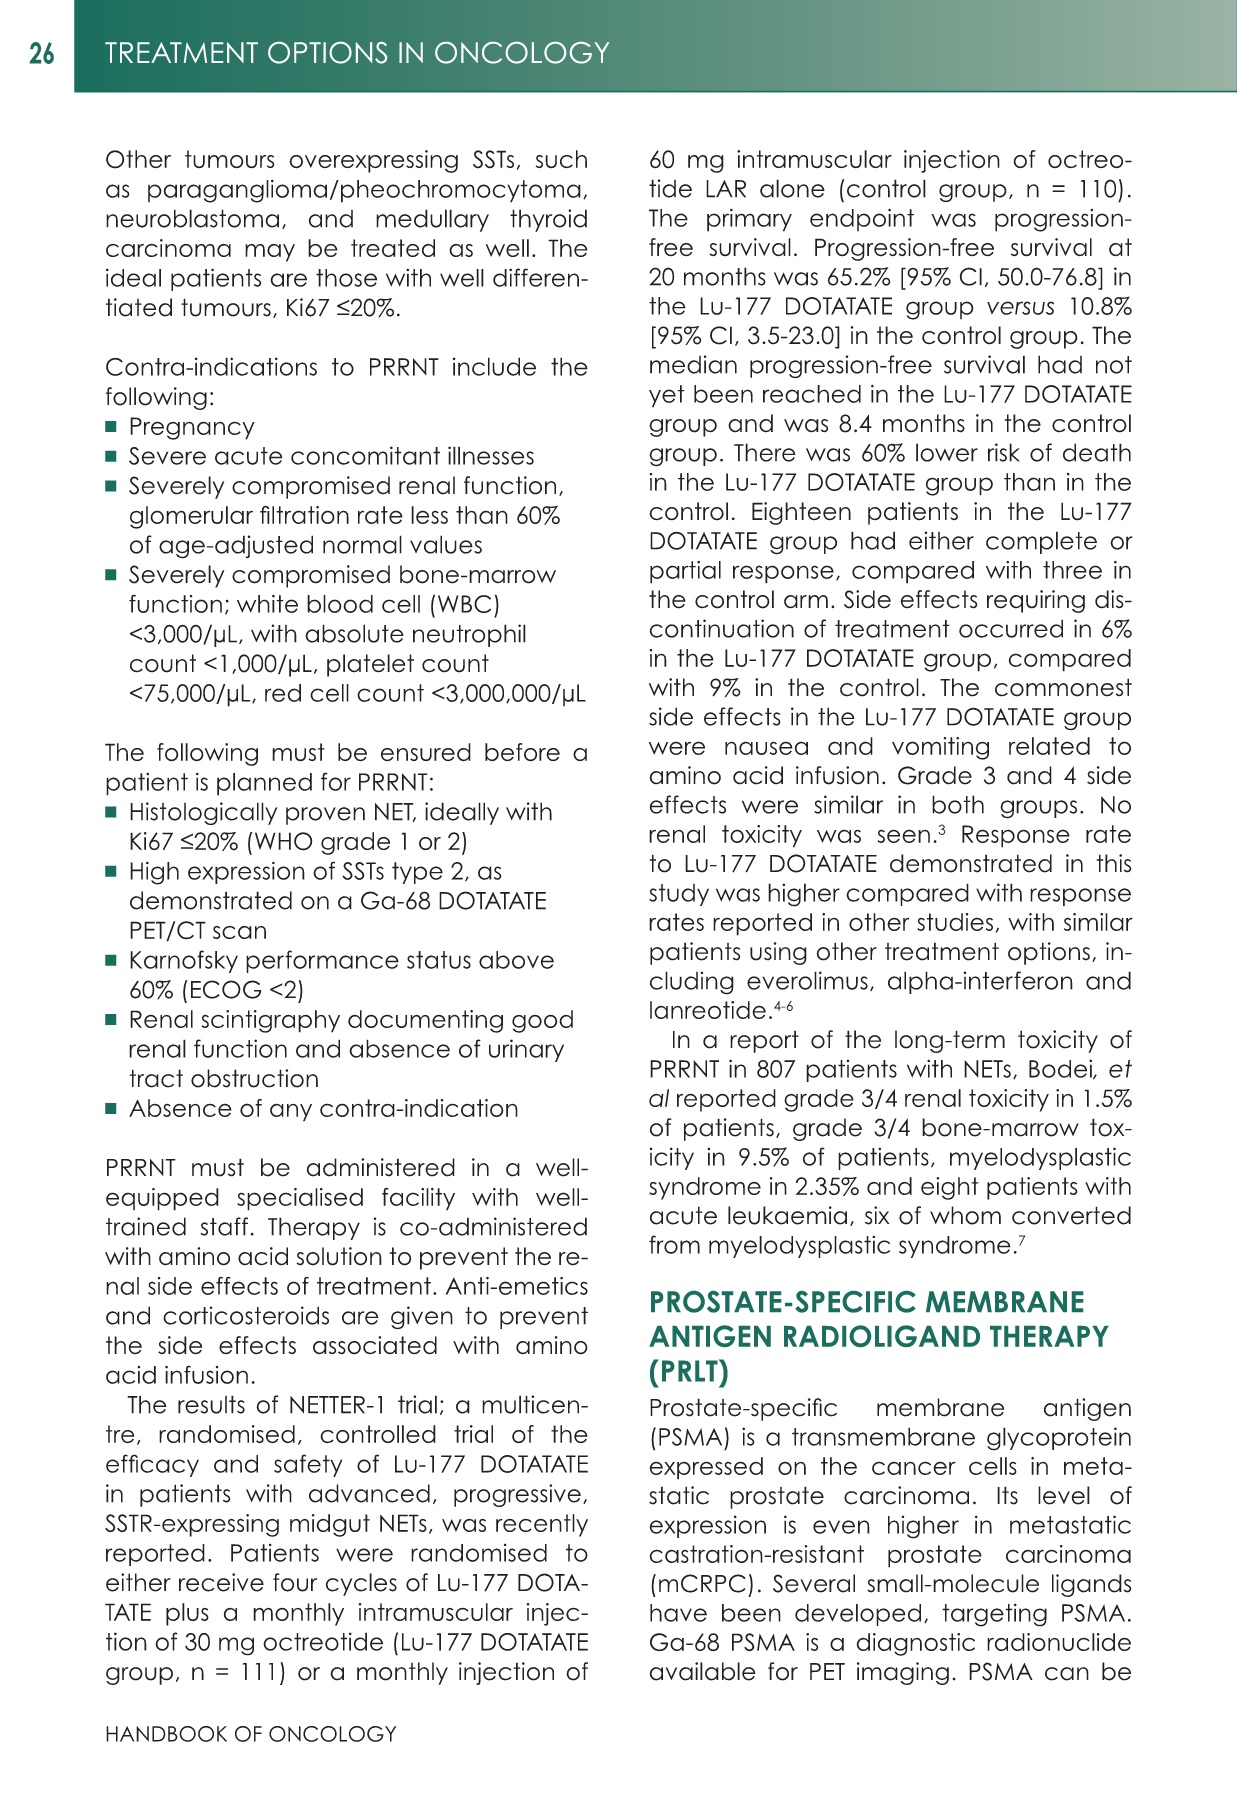 26
TREATMENT OPTIONS IN ONCOLOGY
Other tumours overexpressing SSTs, such
as paraganglioma/pheochromocytoma,
neuroblastoma, and medullary thyroid
carcinoma may be treated as well. The
ideal patients are those with well differen-
tiated tumours, Ki67 ≤20%.
Contra-indications to PRRNT include the
following:
■ Pregnancy
■ Severe acute concomitant illnesses
■ Severely compromised renal function,
glomerular filtration rate less than 60%
of age-adjusted normal values
■ Severely compromised bone-marrow
function; white blood cell (WBC)
<3,000/µL, with absolute neutrophil
count <1,000/µL, platelet count
<75,000/µL, red cell count <3,000,000/µL
The following must be ensured before a
patient is planned for PRRNT:
■ Histologically proven NET, ideally with
Ki67 ≤20% (WHO grade 1 or 2)
■ High expression of SSTs type 2, as
demonstrated on a Ga-68 DOTATATE
PET/CT scan
■ Karnofsky performance status above
60% (ECOG <2)
■ Renal scintigraphy documenting good
renal function and absence of urinary
tract obstruction
■ Absence of any contra-indication
PRRNT must be administered in a well-
equipped specialised facility with well-
trained staff. Therapy is co-administered
with amino acid solution to prevent the re-
nal side effects of treatment. Anti-emetics
and corticosteroids are given to prevent
the side effects associated with amino
acid infusion.
The results of NETTER-1 trial; a multicen-
tre, randomised, controlled trial of the
efficacy and safety of Lu-177 DOTATATE
in patients with advanced, progressive,
SSTR-expressing midgut NETs, was recently
reported. Patients were randomised to
either receive four cycles of Lu-177 DOTA-
TATE plus a monthly intramuscular injec-
tion of 30 mg octreotide (Lu-177 DOTATATE
group, n = 111) or a monthly injection of
60 mg intramuscular injection of octreo-
tide LAR alone (control group, n = 110).
The primary endpoint was progression-
free survival. Progression-free survival at
20 months was 65.2% [95% CI, 50.0-76.8] in
the Lu-177 DOTATATE group versus 10.8%
[95% CI, 3.5-23.0] in the control group. The
median progression-free survival had not
yet been reached in the Lu-177 DOTATATE
group and was 8.4 months in the control
group. There was 60% lower risk of death
in the Lu-177 DOTATATE group than in the
control. Eighteen patients in the Lu-177
DOTATATE group had either complete or
partial response, compared with three in
the control arm. Side effects requiring dis-
continuation of treatment occurred in 6%
in the Lu-177 DOTATATE group, compared
with 9% in the control. The commonest
side effects in the Lu-177 DOTATATE group
were nausea and vomiting related to
amino acid infusion. Grade 3 and 4 side
effects were similar in both groups. No
renal toxicity was seen.3 Response rate
to Lu-177 DOTATATE demonstrated in this
study was higher compared with response
rates reported in other studies, with similar
patients using other treatment options, in-
cluding everolimus, alpha-interferon and
lanreotide.4-6
In a report of the long-term toxicity of
PRRNT in 807 patients with NETs, Bodei, et
al reported grade 3/4 renal toxicity in 1.5%
of patients, grade 3/4 bone-marrow tox-
icity in 9.5% of patients, myelodysplastic
syndrome in 2.35% and eight patients with
acute leukaemia, six of whom converted
from myelodysplastic syndrome.7
PROSTATE-SPECIFIC MEMBRANE
ANTIGEN RADIOLIGAND THERAPY
(PRLT)
Prostate-specific membrane antigen
(PSMA) is a transmembrane glycoprotein
expressed on the cancer cells in meta-
static prostate carcinoma. Its level of
expression is even higher in metastatic
castration-resistant prostate carcinoma
(mCRPC). Several small-molecule ligands
have been developed, targeting PSMA.
Ga-68 PSMA is a diagnostic radionuclide
available for PET imaging. PSMA can be
HANDBOOK OF ONCOLOGY